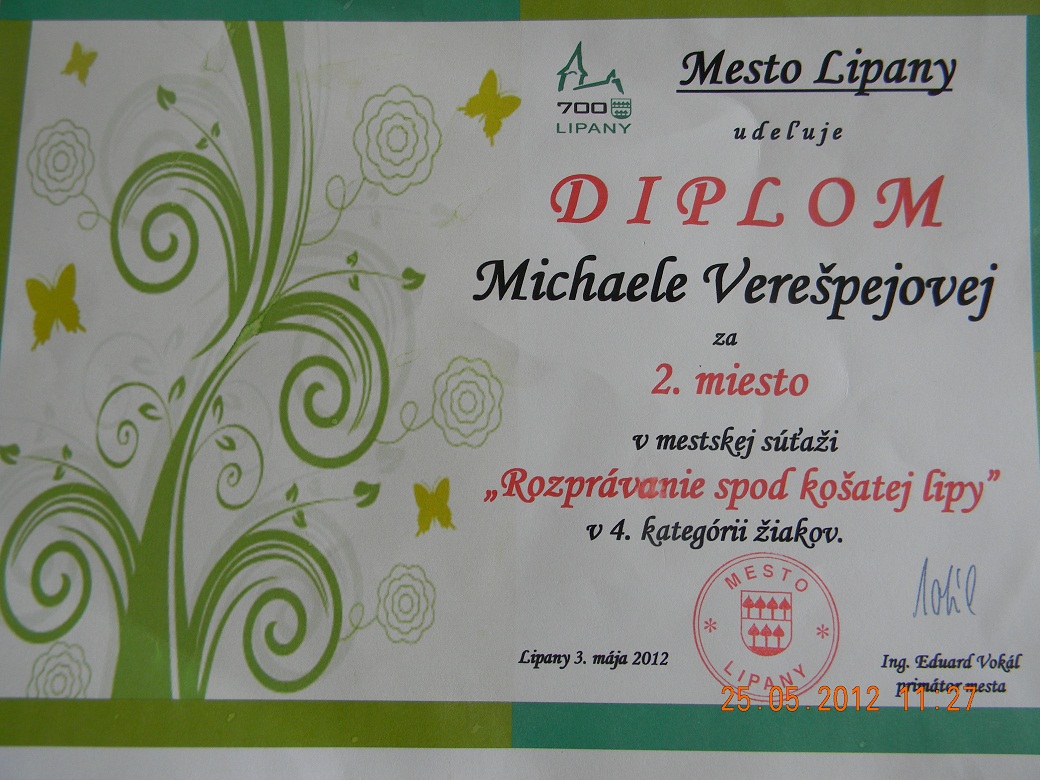 Mesto Lipany
700
LIPANY
udeľuje
DIPLOM
Michaele Verešpejovej
za
2. miesto
v mestskej súťaži
„Rozprávanie spod košatej lipy”
v 4. kategórii žiakov.
MESTO
LIPANY
Lipany 3. mája 2012
Ing. Eduard Vokál
primátor mesta
25.05.2012 11:27